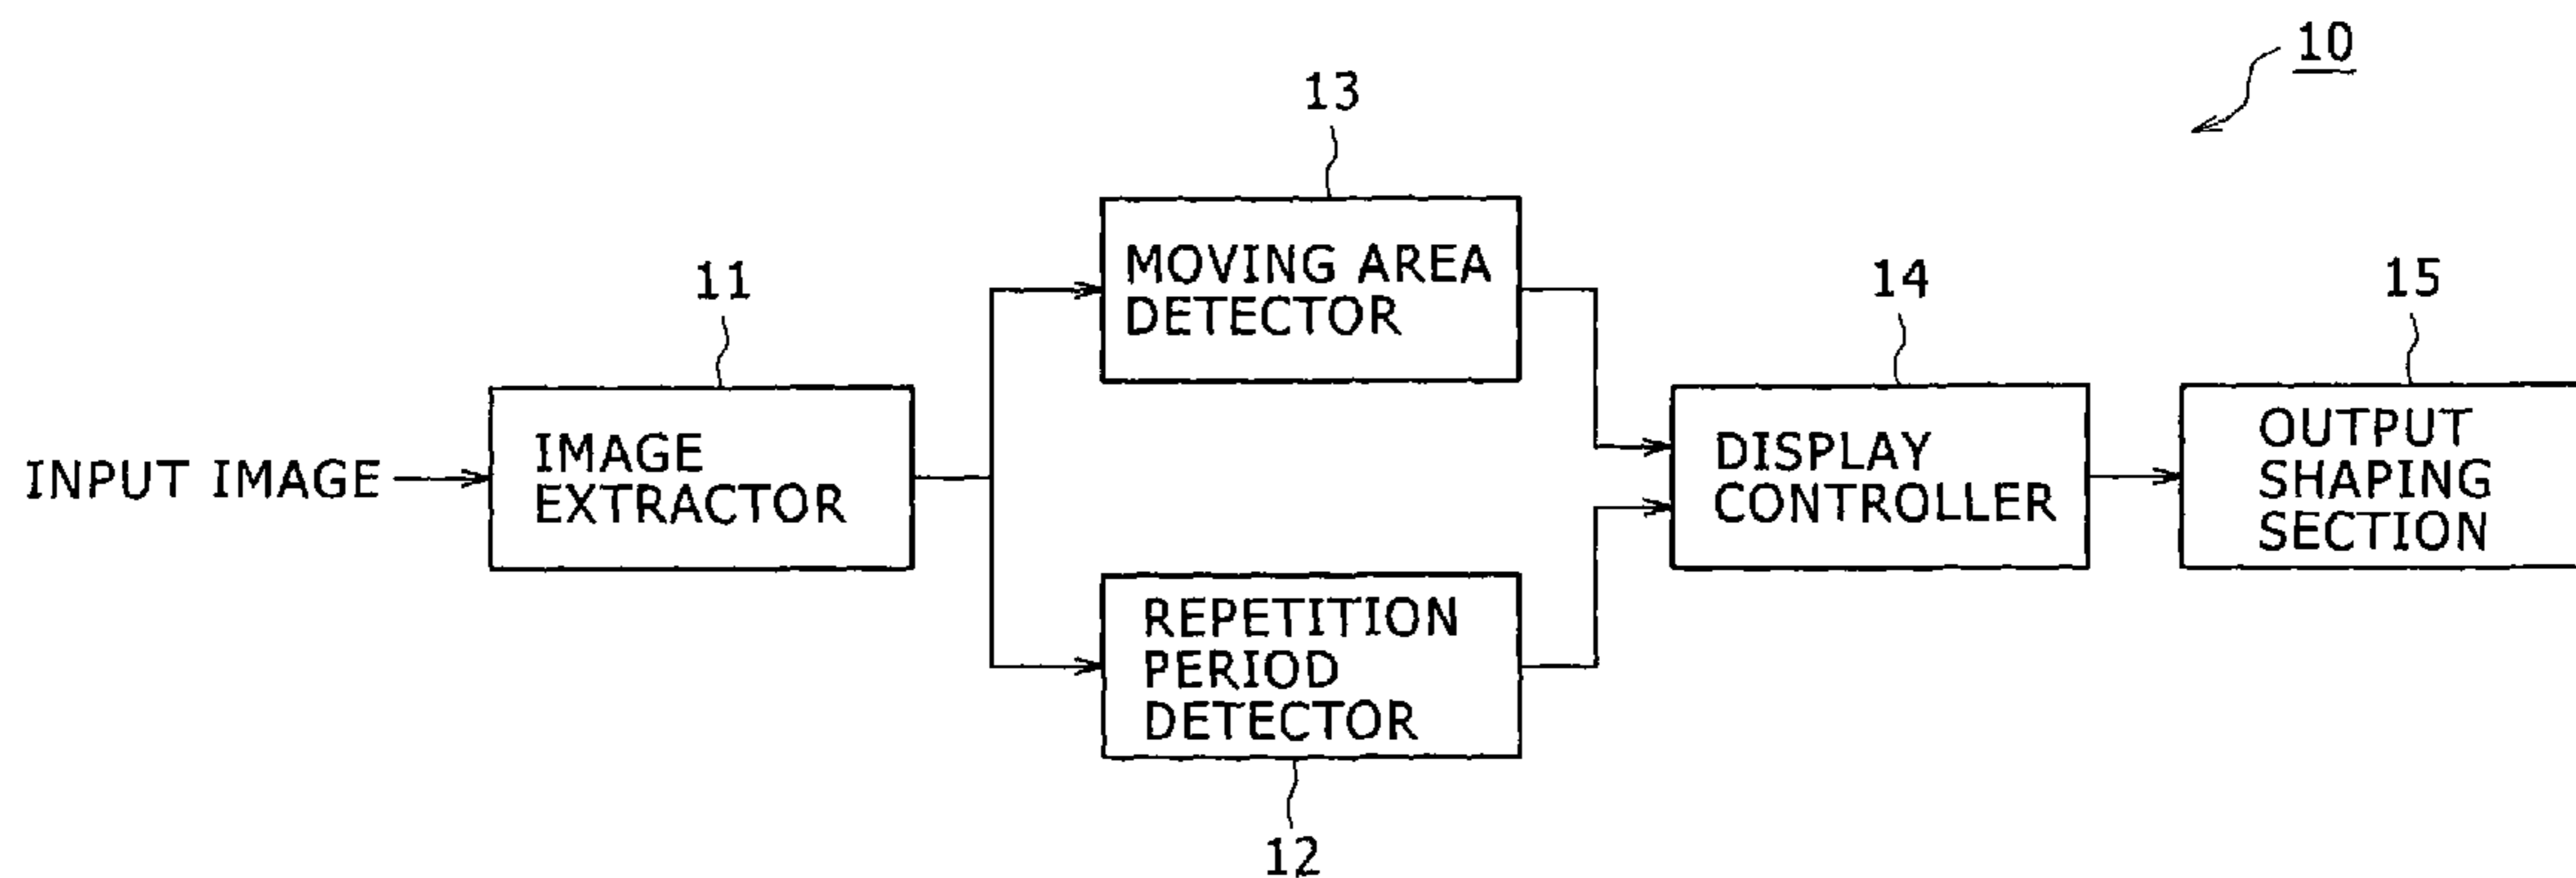 10
13
MOVING AREA
DETECTOR
11
14
15
INPUT IMAGE
IMAGE
EXTRACTOR
DISPLAY
CONTROLLER
OUTPUT
SHAPING
SECTION
REPETITION
PERIOD
DETECTOR
12